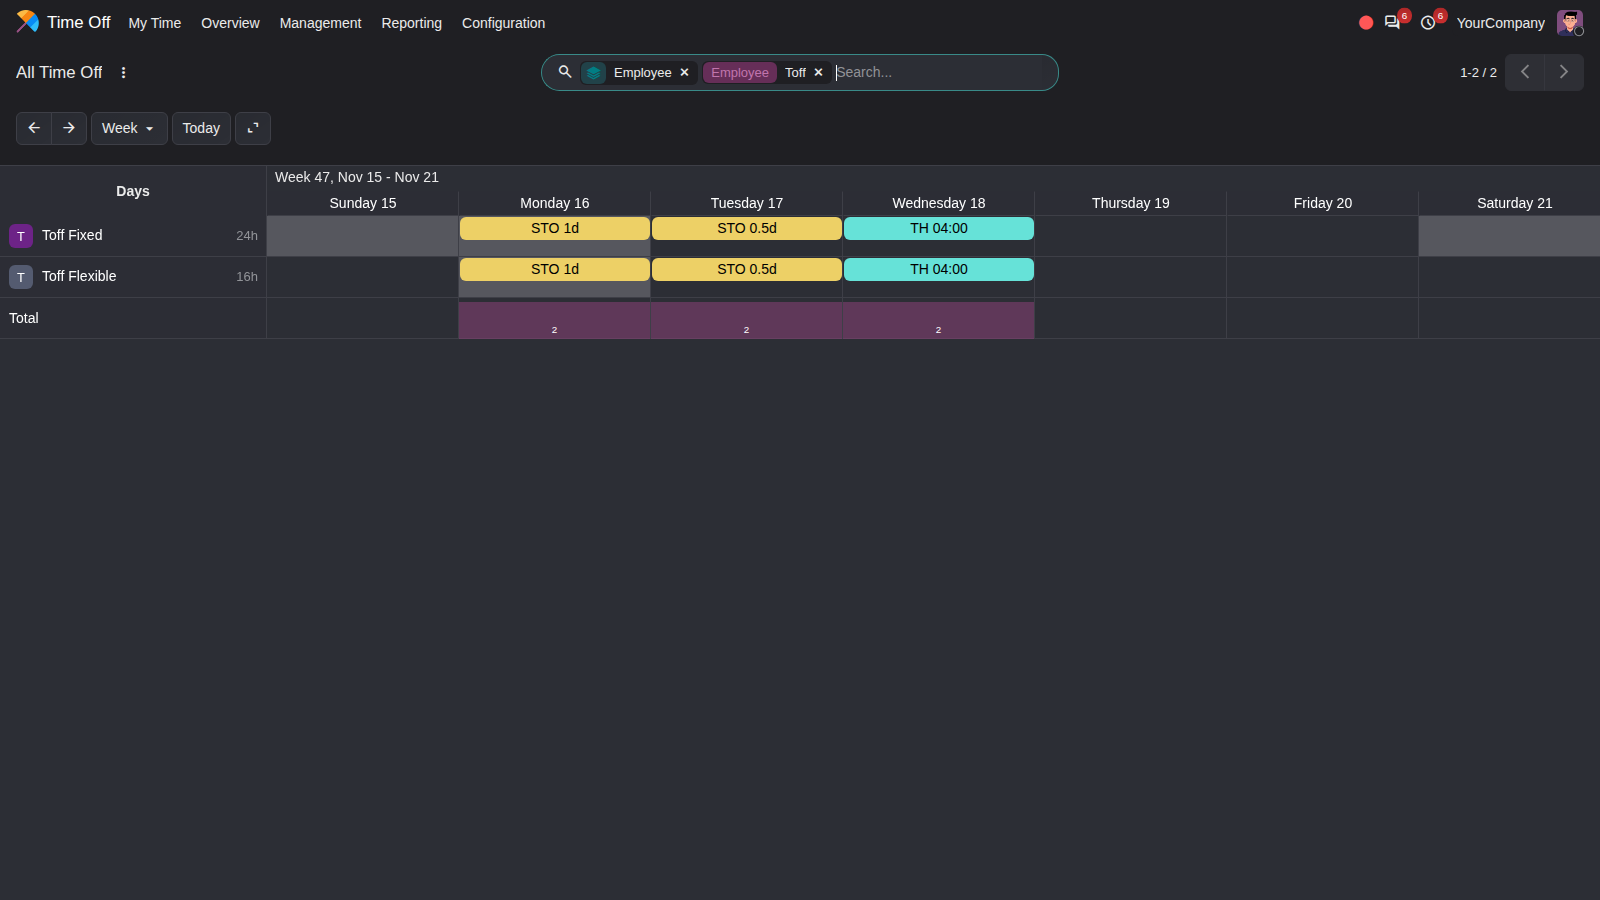 Time Off My Time Overview Management Reporting Configuration 6 6 YourCompany
All Time Off Employee Employee Toff Search... 1-2 / 2
Week Today
Week 47, Nov 15 - Nov 21
Days
Sunday 15 Monday 16 Tuesday 17 Wednesday 18 Thursday 19 Friday 20 Saturday 21
T Toff Fixed 24h STO 1d STO 0.5d TH 04:00
T Toff Flexible 16h STO 1d STO 0.5d TH 04:00
Total 2 2 2